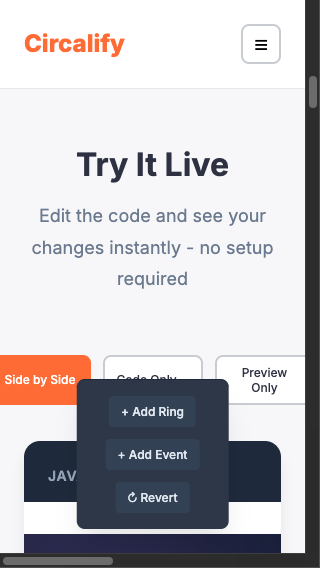 Circalify
Try It Live
Edit the code and see your
changes instantly - no setup
required
Side by Side
Code Only
Preview
Only
+ Add Ring
JAV
+ Add Event
↻ Revert